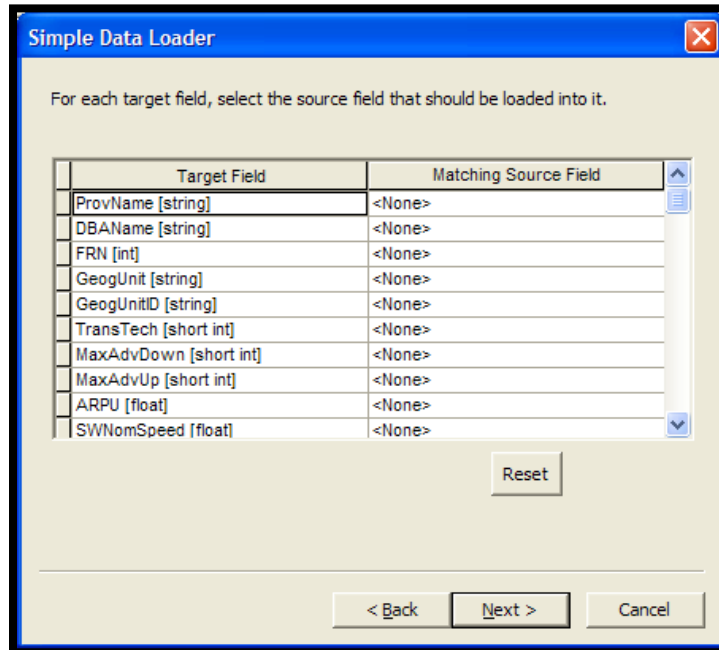 Simple Data Loader
For each target field, select the source field that should be loaded into it.
Target Field Matching Source Field
ProvName [string] <None>
DBAName [string] <None>
FRN [int] <None>
GeogUnit [string] <None>
GeogUnitID [string] <None>
TransTech [short int] <None>
MaxAdvDown [short int] <None>
MaxAdvUp [short int] <None>
ARPU [float] <None>
SWNomSpeed [float] <None>
Reset
< Back Next > Cancel